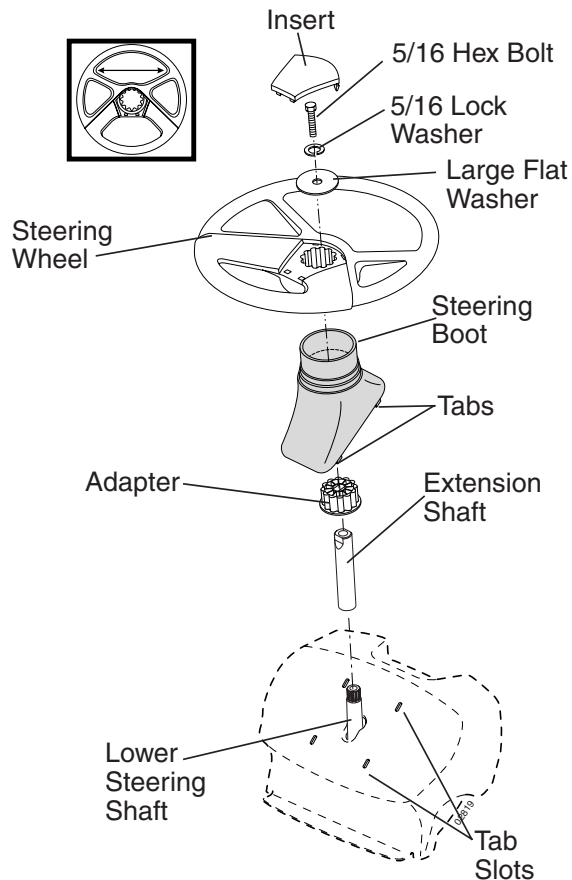 Insert
5/16 Hex Bolt
5/16 Lock
Washer
Large Flat
Washer
Steering
Wheel
Steering
Boot
Tabs
Adapter
Extension
Shaft
Lower
Steering
Shaft
02819
Tab
Slots